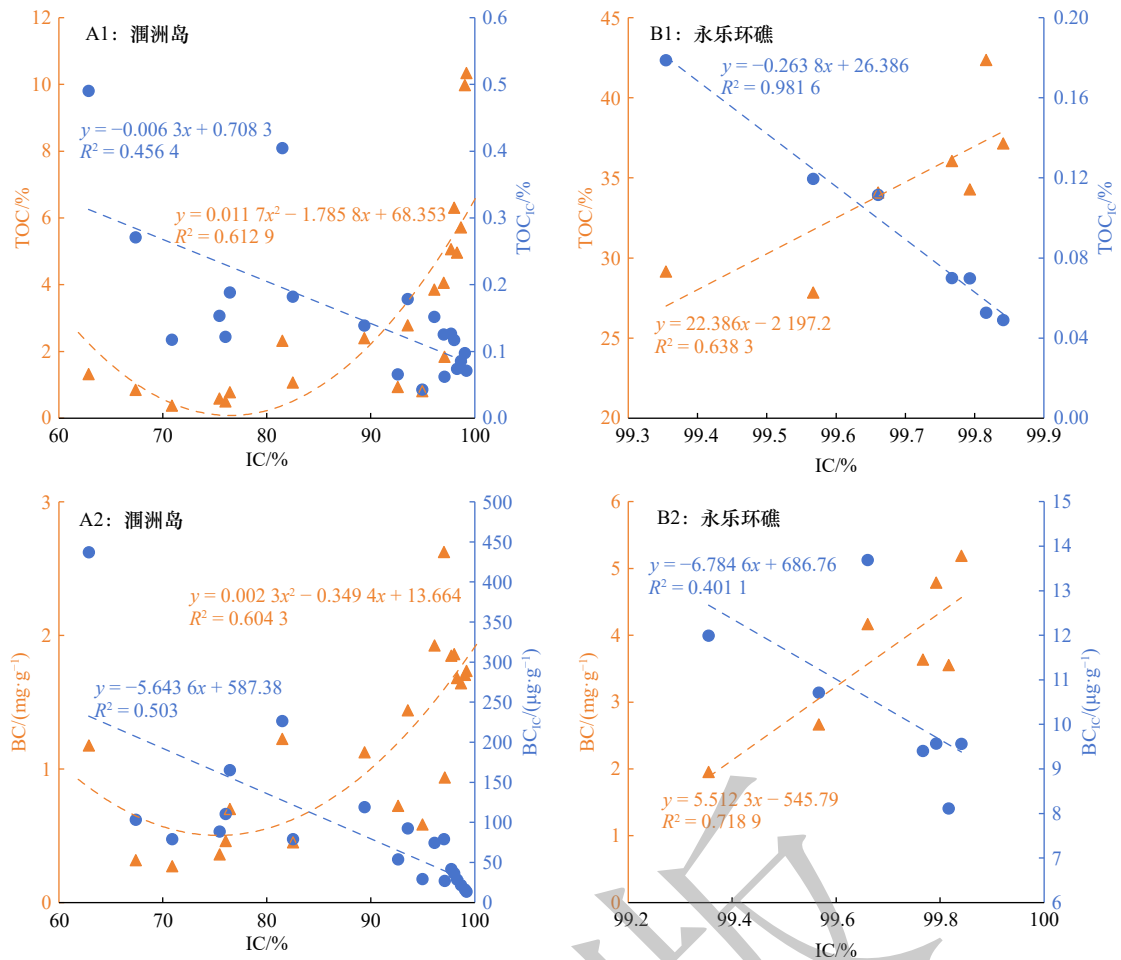 A1：涠洲岛
y = −0.006 3x + 0.708 3
R² = 0.456 4
y = 0.011 7x² − 1.785 8x + 68.353
R² = 0.612 9
TOC/%
0 2 4 6 8 10 12
TOC_IC/%
0 0.1 0.2 0.3 0.4 0.5 0.6
60 70 80 90 100
IC/%
B1：永乐环礁
y = −0.263 8x + 26.386
R² = 0.981 6
y = 22.386x − 2 197.2
R² = 0.638 3
TOC/%
20 25 30 35 40 45
TOC_IC/%
0.00 0.04 0.08 0.12 0.16 0.20
99.3 99.4 99.5 99.6 99.7 99.8 99.9
IC/%
A2：涠洲岛
y = 0.002 3x² − 0.349 4x + 13.664
R² = 0.604 3
y = −5.643 6x + 587.38
R² = 0.503
BC/(mg·g⁻¹)
0 1 2 3
BC_IC/(μg·g⁻¹)
0 50 100 150 200 250 300 350 400 450 500
60 70 80 90 100
IC/%
B2：永乐环礁
y = −6.784 6x + 686.76
R² = 0.401 1
y = 5.512 3x − 545.79
R² = 0.718 9
BC/(mg·g⁻¹)
0 1 2 3 4 5 6
BC_IC/(μg·g⁻¹)
6 7 8 9 10 11 12 13 14 15
99.2 99.4 99.6 99.8 100
IC/%